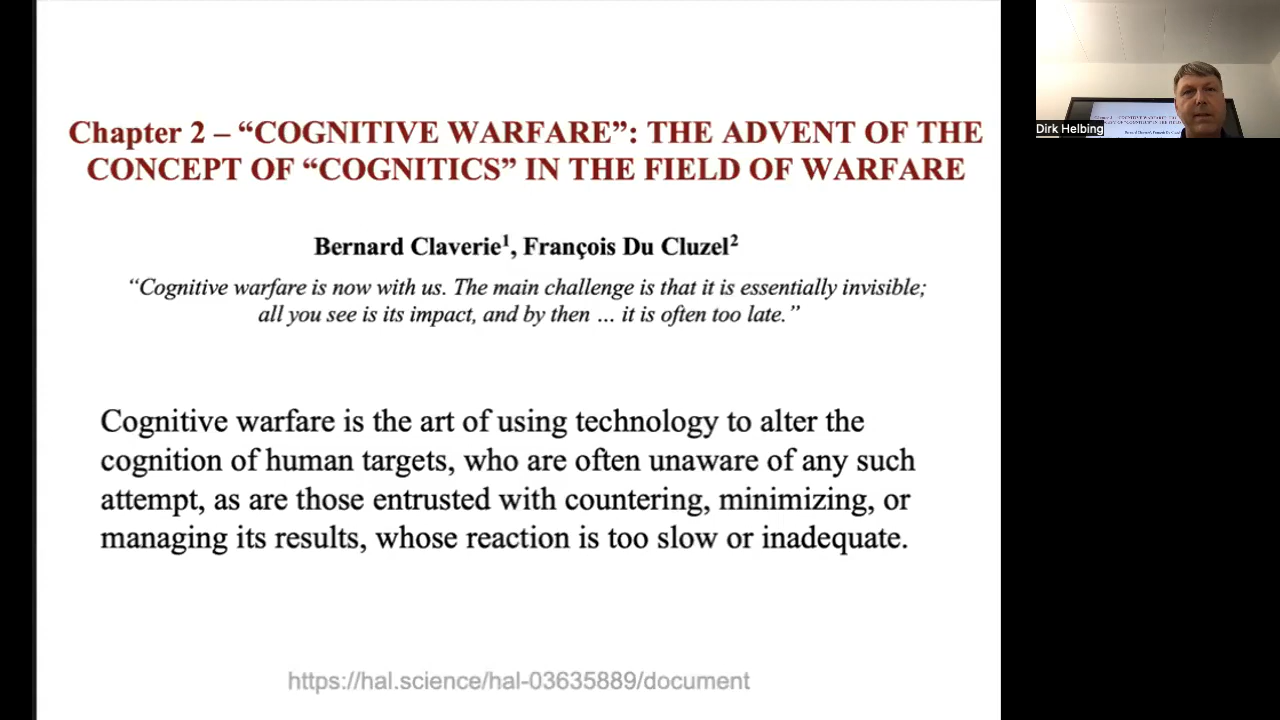 Chapter 2 – “COGNITIVE WARFARE”: THE ADVENT OF THE
CONCEPT OF “COGNITICS” IN THE FIELD OF WARFARE
Bernard Claverie¹, François Du Cluzel²
“Cognitive warfare is now with us. The main challenge is that it is essentially invisible;
all you see is its impact, and by then … it is often too late.”
Cognitive warfare is the art of using technology to alter the
cognition of human targets, who are often unaware of any such
attempt, as are those entrusted with countering, minimizing, or
managing its results, whose reaction is too slow or inadequate.
https://hal.science/hal-03635889/document
Dirk Helbing